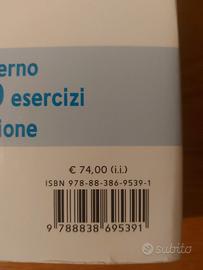 erno
esercizi
ione
€ 74,00 (i.i.)
ISBN 978-88-386-9539-1
9 788838 695391
subito